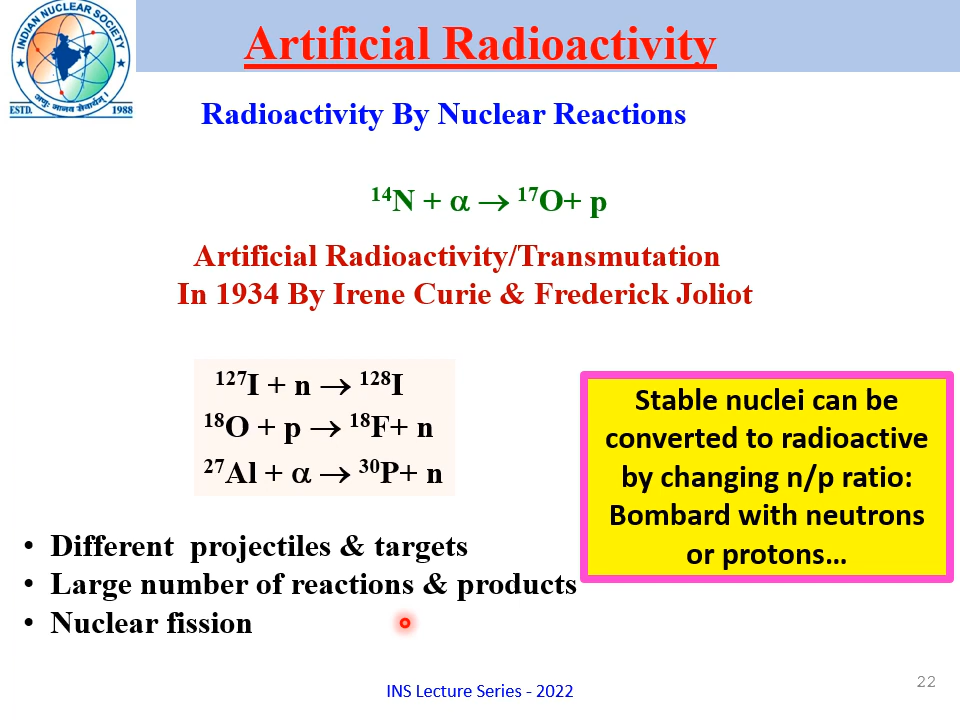 INDIAN NUCLEAR SOCIETY
ESTD. 1988
Artificial Radioactivity
Radioactivity By Nuclear Reactions
¹⁴N + α → ¹⁷O+ p
Artificial Radioactivity/Transmutation
In 1934 By Irene Curie & Frederick Joliot
¹²⁷I + n → ¹²⁸I
¹⁸O + p → ¹⁸F+ n
²⁷Al + α → ³⁰P+ n
Stable nuclei can be
converted to radioactive
by changing n/p ratio:
Bombard with neutrons
or protons…
• Different projectiles & targets
• Large number of reactions & products
• Nuclear fission
INS Lecture Series - 2022
22